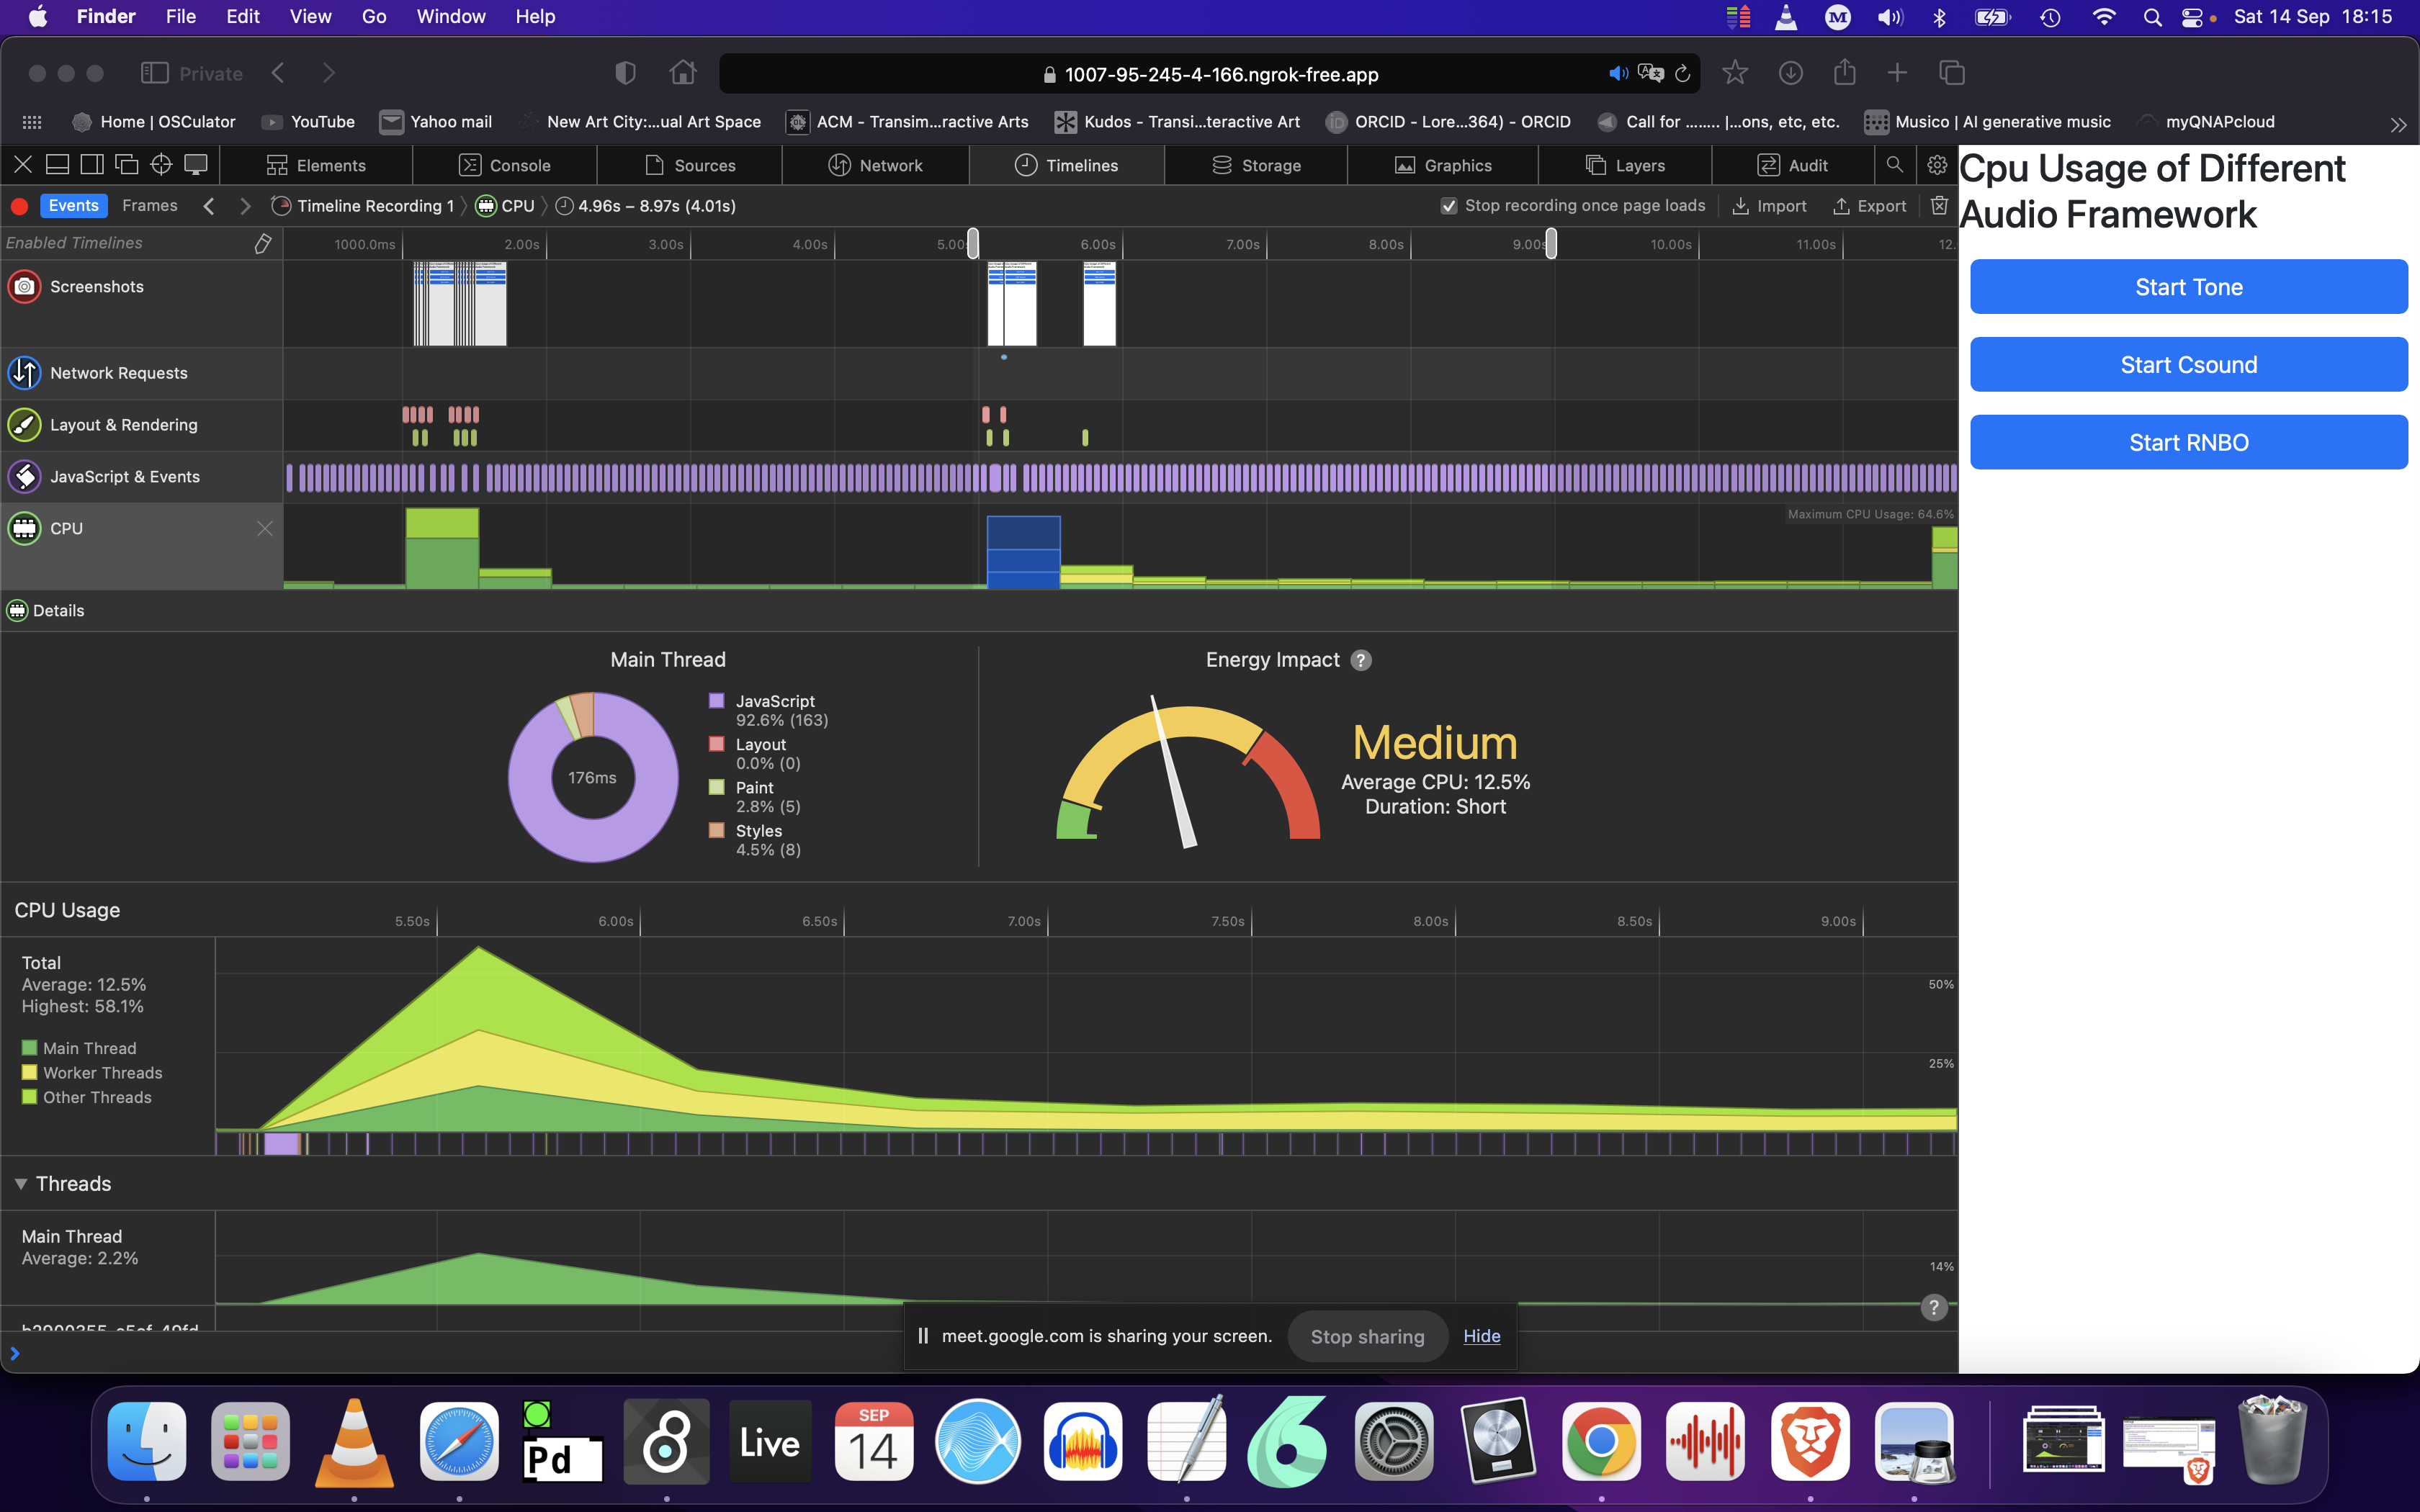 Finder File Edit View Go Window Help
Sat 14 Sep 18:15
Private
1007-95-245-4-166.ngrok-free.app
Home | OSCulator YouTube Yahoo mail New Art City:...ual Art Space ACM - Transim...ractive Arts Kudos - Transi...teractive Art ORCID - Lore...364) - ORCID Call for ........ |...ons, etc, etc. Musico | AI generative music myQNAPcloud
Elements Console Sources Network Timelines Storage Graphics Layers Audit
Events Frames Timeline Recording 1 CPU 4.96s – 8.97s (4.01s) Stop recording once page loads Import Export
Enabled Timelines
1000.0ms 2.00s 3.00s 4.00s 5.00s 6.00s 7.00s 8.00s 9.00s 10.00s 11.00s 12.
Screenshots
Network Requests
Layout & Rendering
JavaScript & Events
CPU
Maximum CPU Usage: 64.6%
Details
Main Thread
176ms
JavaScript
92.6% (163)
Layout
0.0% (0)
Paint
2.8% (5)
Styles
4.5% (8)
Energy Impact ?
Medium
Average CPU: 12.5%
Duration: Short
CPU Usage
5.50s 6.00s 6.50s 7.00s 7.50s 8.00s 8.50s 9.00s
Total
Average: 12.5%
Highest: 58.1%
Main Thread
Worker Threads
Other Threads
50%
25%
Threads
Main Thread
Average: 2.2%
14%
?
meet.google.com is sharing your screen. Stop sharing Hide
Cpu Usage of Different
Audio Framework
Start Tone
Start Csound
Start RNBO
Pd
8
Live
SEP
14
6